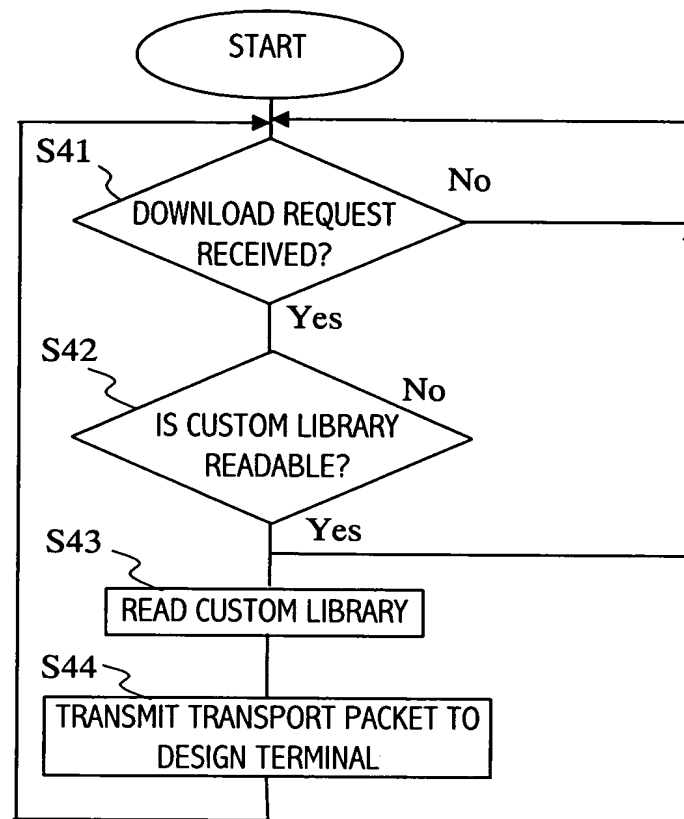 START
S41
No
DOWNLOAD REQUEST
RECEIVED?
Yes
S42
No
IS CUSTOM LIBRARY
READABLE?
Yes
S43
READ CUSTOM LIBRARY
S44
TRANSMIT TRANSPORT PACKET TO
DESIGN TERMINAL